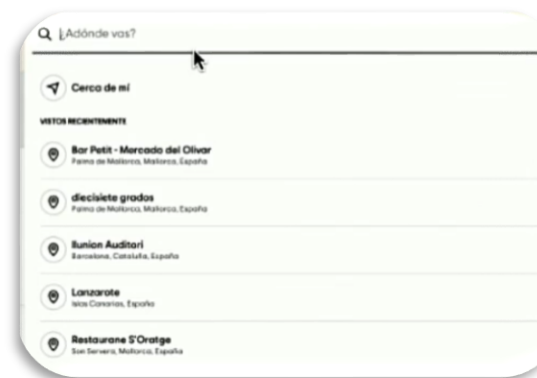 ¿Adónde vas?
Cerca de mí
VISTOS RECIENTEMENTE
Bar Petit - Mercado del Olivar
Palma de Mallorca, Mallorca, España
diecisiete grados
Palma de Mallorca, Mallorca, España
Ilunion Auditori
Barcelona, Cataluña, España
Lanzarote
Islas Canarias, España
Restaurane S'Oratge
Son Servera, Mallorca, España